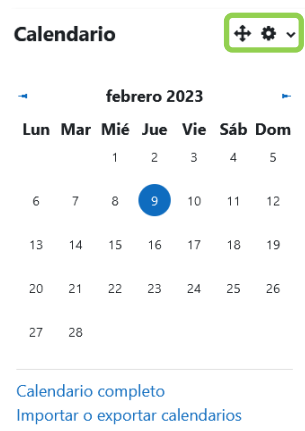 Calendario
febrero 2023
Lun Mar Mié Jue Vie Sáb Dom
1 2 3 4 5
6 7 8 9 10 11 12
13 14 15 16 17 18 19
20 21 22 23 24 25 26
27 28
Calendario completo
Importar o exportar calendarios